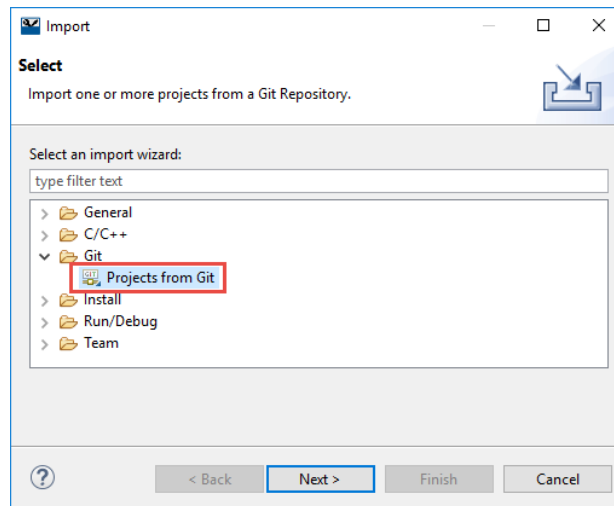 Import
Select
Import one or more projects from a Git Repository.
Select an import wizard:
type filter text
General
C/C++
Git
Projects from Git
Install
Run/Debug
Team
< Back Next > Finish Cancel